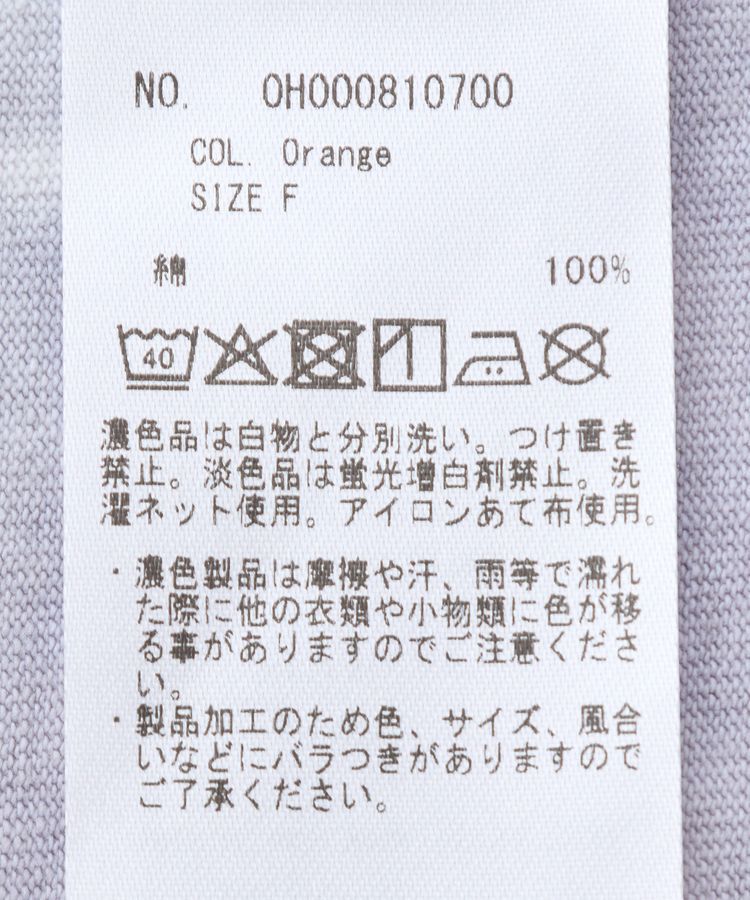 NO. 0H000810700
COL. Orange
SIZE F
綿 100%
40
濃色品は白物と分別洗い。つけ置き
禁止。淡色品は蛍光増白剤禁止。洗
濯ネット使用。アイロンあて布使用。
・濃色製品は摩擦や汗、雨等で濡れ
た際に他の衣類や小物類に色が移
る事がありますのでご注意くださ
い。
・製品加工のため色、サイズ、風合
いなどにバラつきがありますので
ご了承ください。